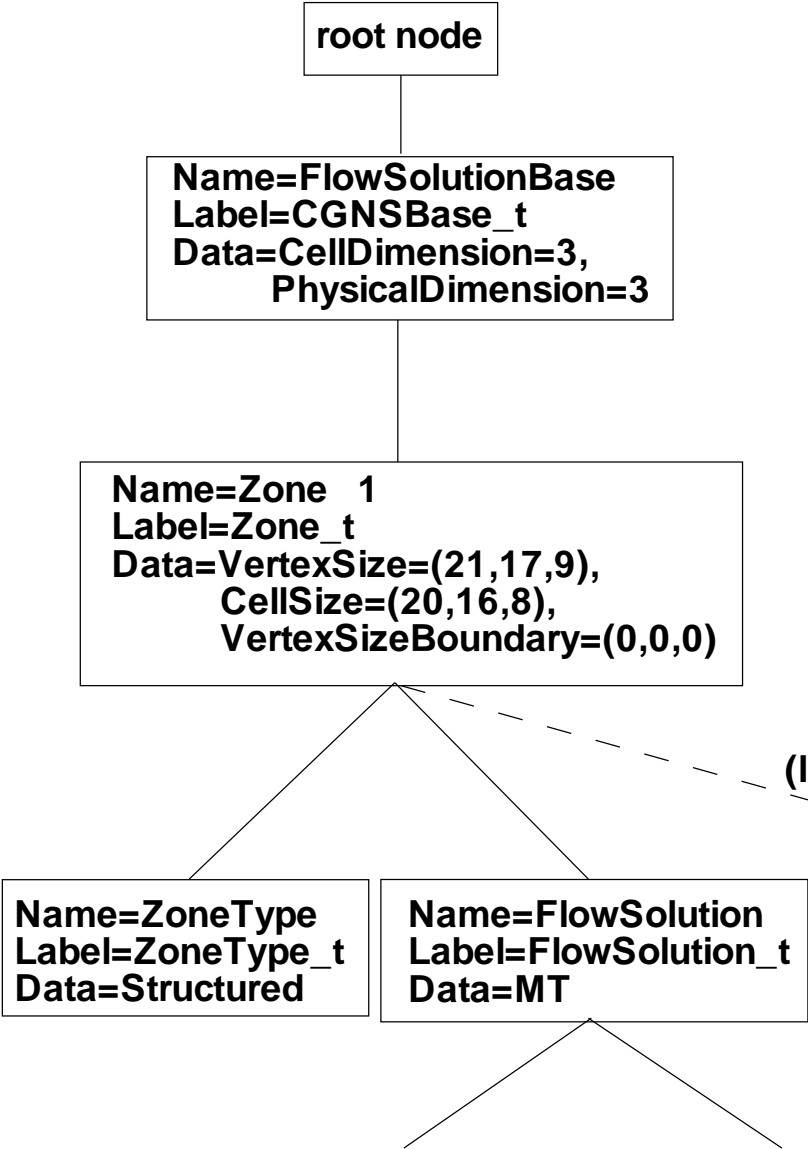 root node
Name=FlowSolutionBase
Label=CGNSBase_t
Data=CellDimension=3,
PhysicalDimension=3
Name=Zone 1
Label=Zone_t
Data=VertexSize=(21,17,9),
CellSize=(20,16,8),
VertexSizeBoundary=(0,0,0)
Name=ZoneType
Label=ZoneType_t
Data=Structured
Name=FlowSolution
Label=FlowSolution_t
Data=MT